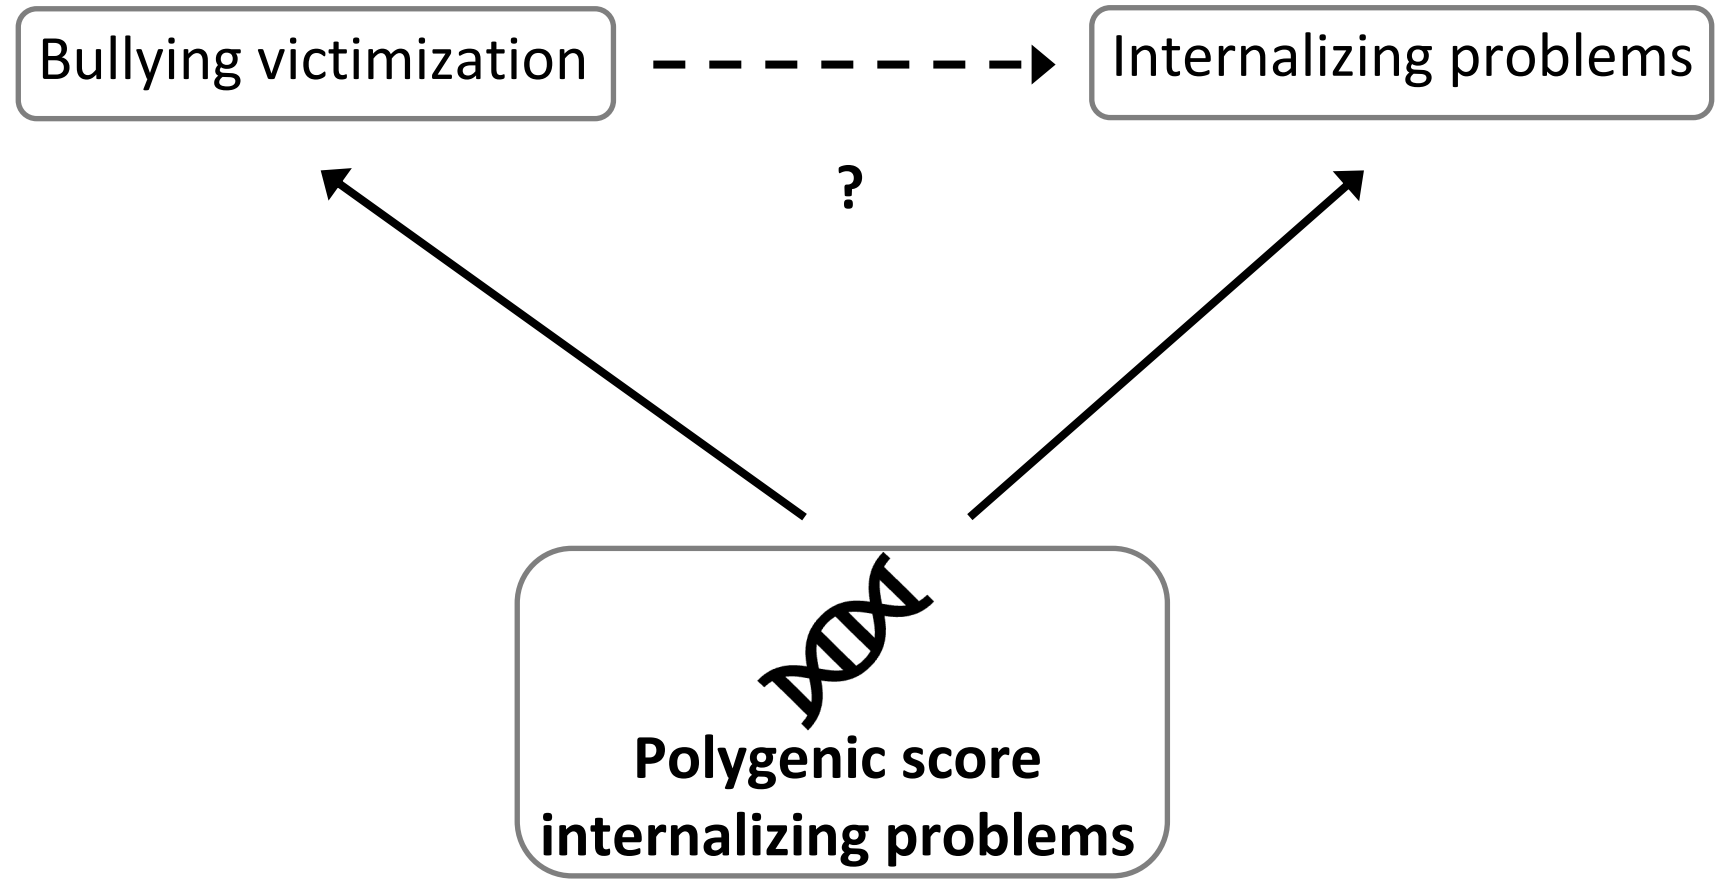 Bullying victimization
Internalizing problems
?
Polygenic score
internalizing problems